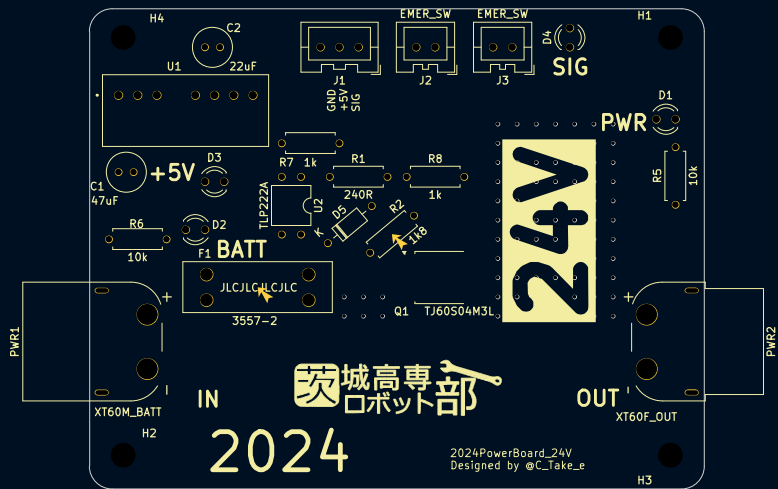 H4
C2
22uF
U1
EMER_SW
EMER_SW
J1
J2
J3
GND
+5V
SIG
D4
SIG
H1
D1
PWR
R5
10k
D3
+5V
C1
47uF
R7 1k
R1
240R
R8
1k
TLP222A
U2
D5
K
R2
1k8
24V
R6
10k
D2
F1
BATT
JLCJLCJLCJLC
3557-2
Q1
TJ60S04M3L
PWR1
+
-
XT60M_BATT
IN
H2
PWR2
+
-
XT60F_OUT
OUT
H3
茨城高専
ロボット部
2024
2024PowerBoard_24V
Designed by @C_Take_e